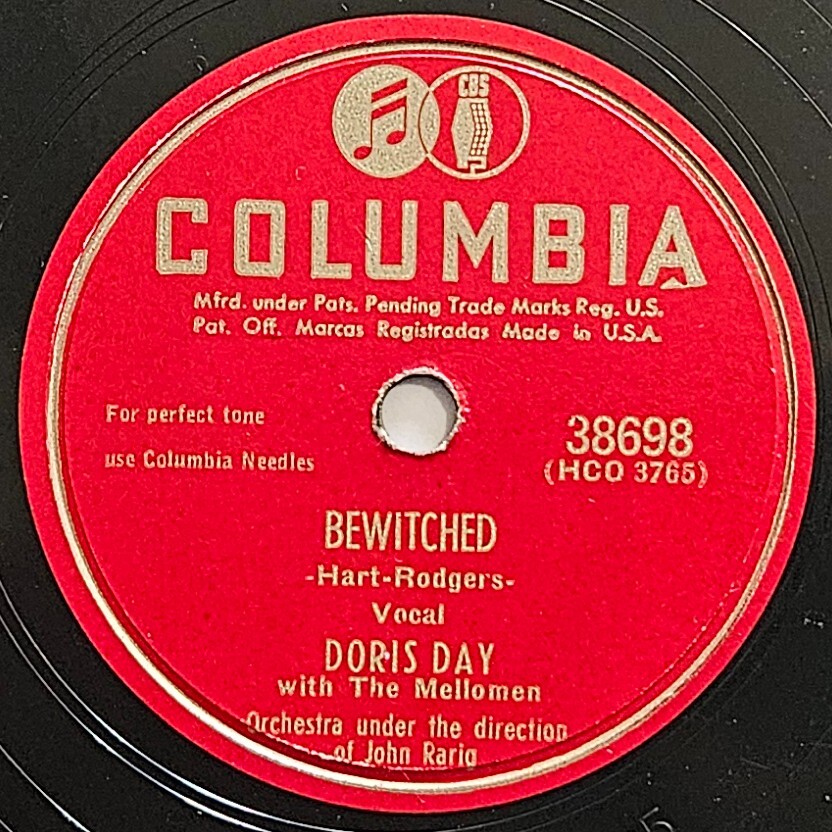 CBS
COLUMBIA
Mfrd. under Pats. Pending Trade Marks Reg. U.S.
Pat. Off. Marcas Registradas Made in U.S.A.
For perfect tone
use Columbia Needles
38698
(HCO 3765)
BEWITCHED
-Hart-Rodgers-
Vocal
DORIS DAY
with The Mellomen
Orchestra under the direction
of John Rarig
5